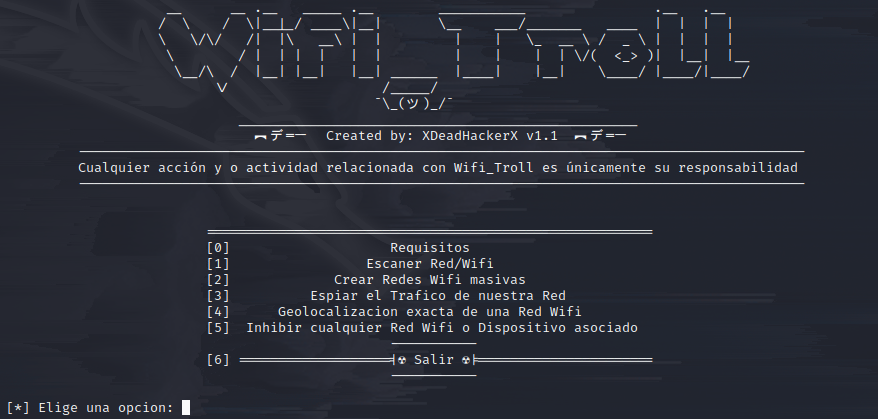 Wifi_Troll
¯\_(ツ)_/¯
Created by: XDeadHackerX v1.1
Cualquier acción y o actividad relacionada con Wifi_Troll es únicamente su responsabilidad
[0] Requisitos
[1] Escaner Red/Wifi
[2] Crear Redes Wifi masivas
[3] Espiar el Trafico de nuestra Red
[4] Geolocalizacion exacta de una Red Wifi
[5] Inhibir cualquier Red Wifi o Dispositivo asociado
[6] Salir
[*] Elige una opcion: